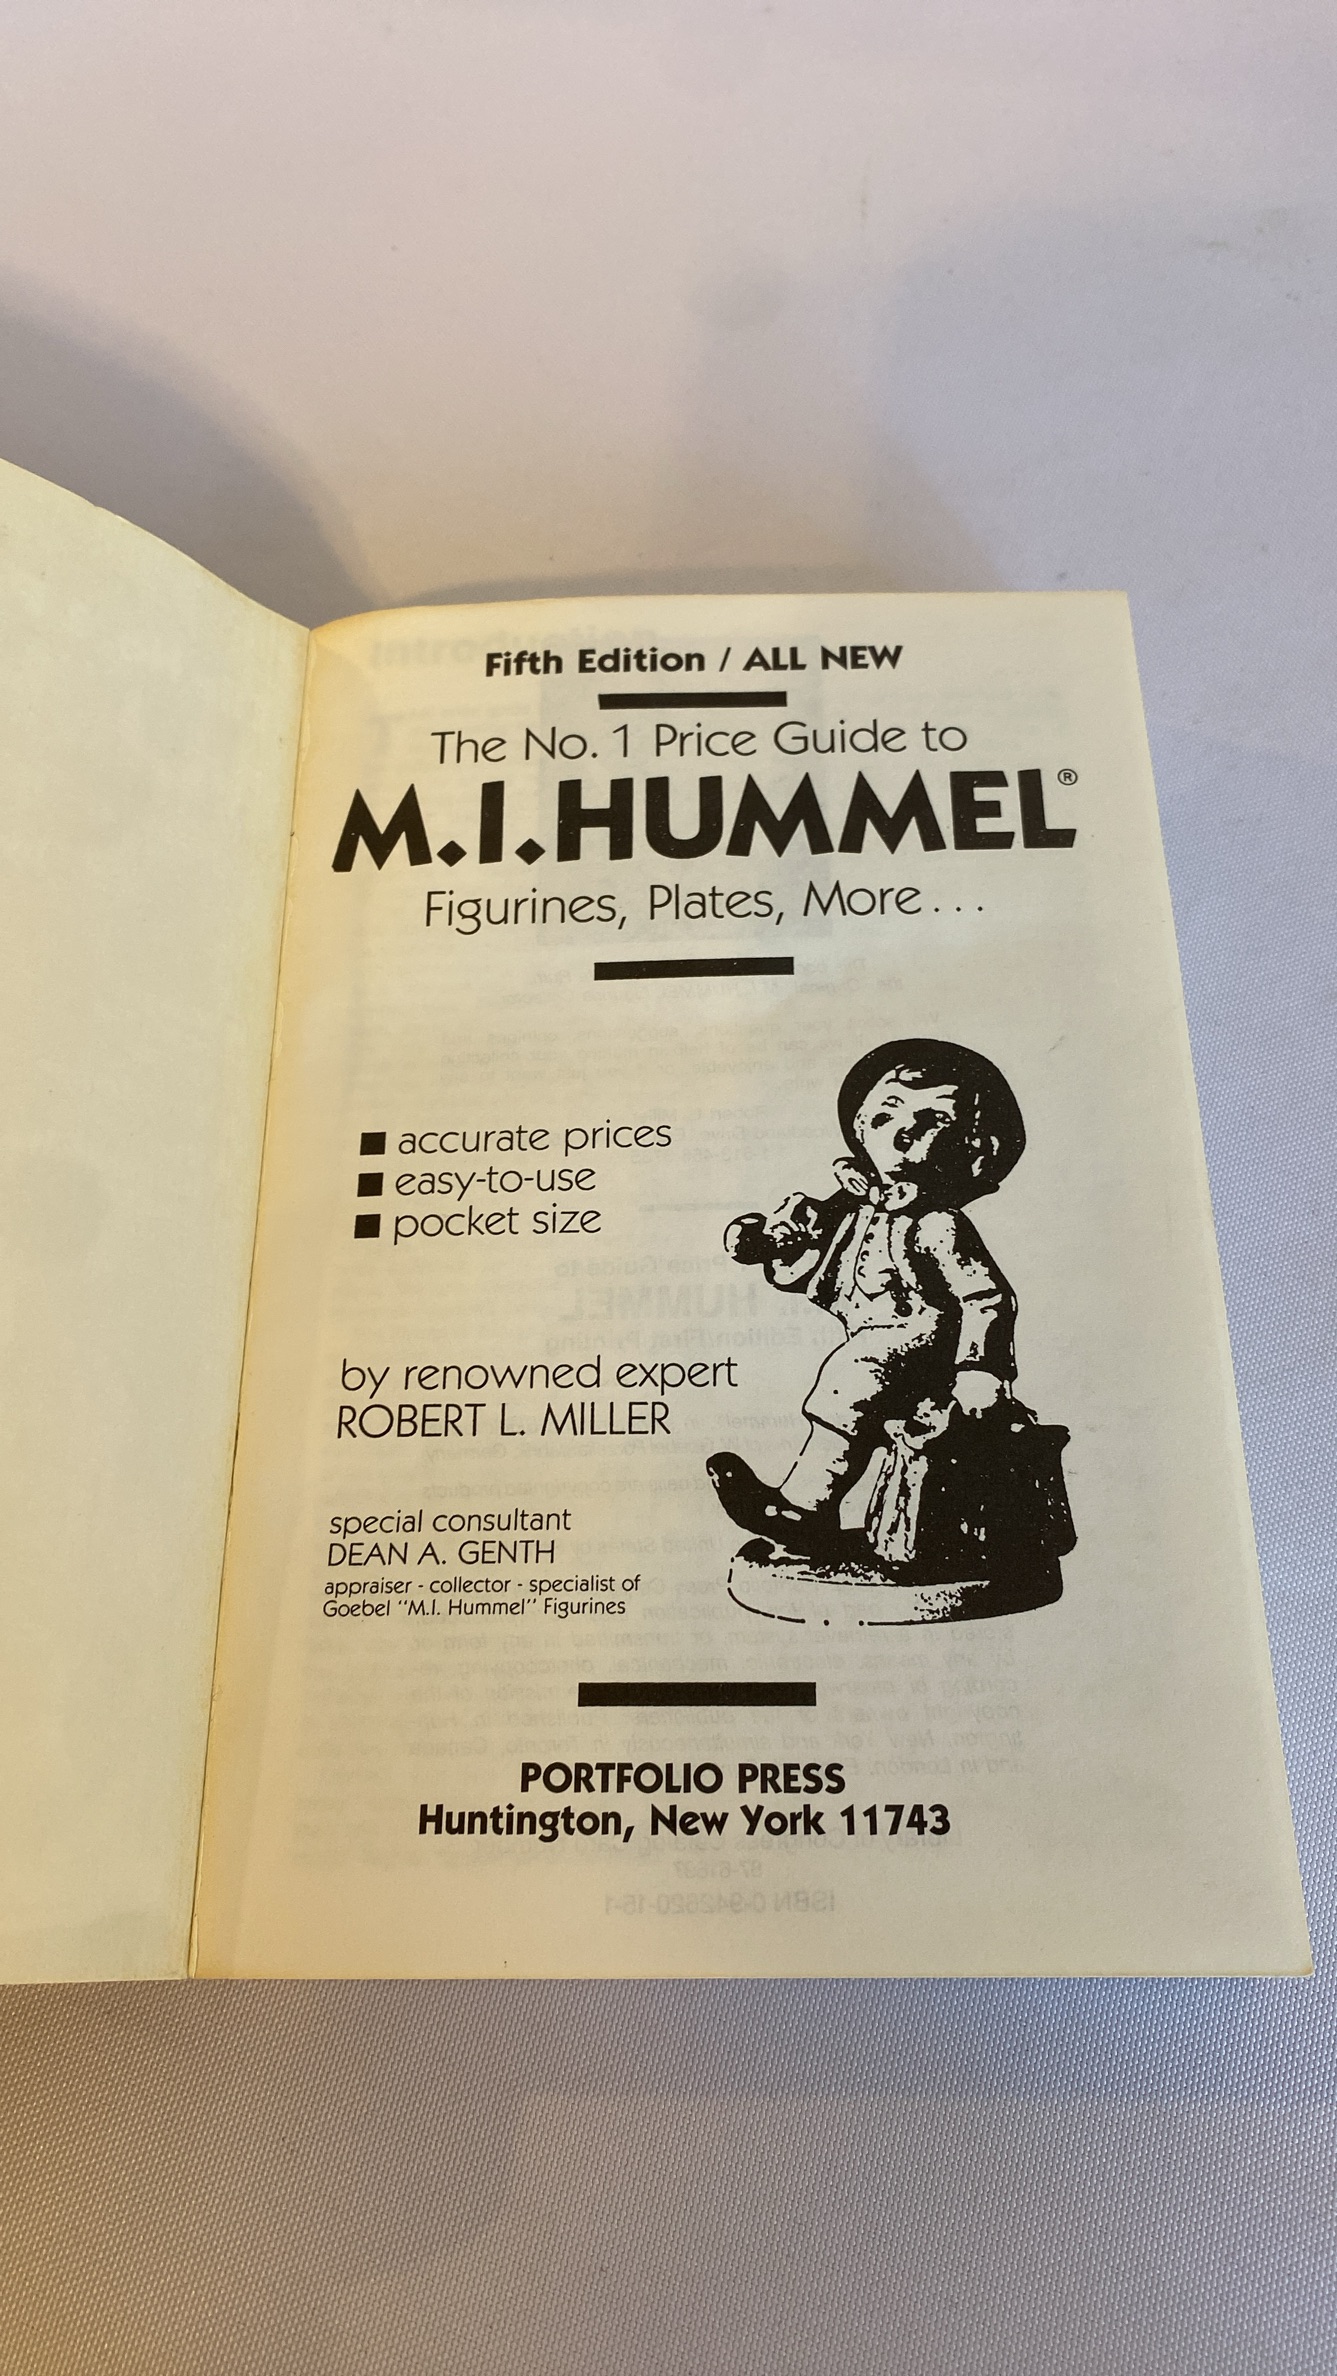 Fifth Edition / ALL NEW
The No. 1 Price Guide to
M.I.HUMMEL®
Figurines, Plates, More...
■ accurate prices
■ easy-to-use
■ pocket size
by renowned expert
ROBERT L. MILLER
special consultant
DEAN A. GENTH
appraiser - collector - specialist of
Goebel "M.I. Hummel" Figurines
PORTFOLIO PRESS
Huntington, New York 11743